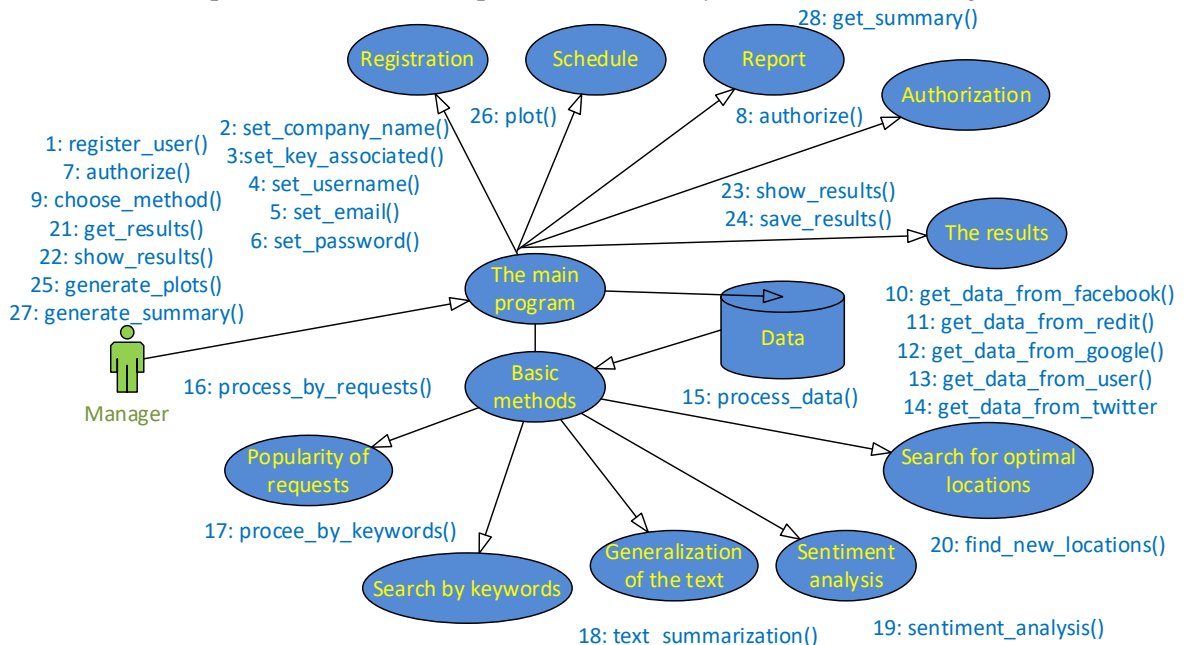 28: get_summary()
Registration
Schedule
Report
Authorization
26: plot()
8: authorize()
1: register_user()
7: authorize()
9: choose_method()
21: get_results()
22: show_results()
25: generate_plots()
27: generate_summary()
2: set_company_name()
3:set_key_associated()
4: set_username()
5: set_email()
6: set_password()
23: show_results()
24: save_results()
The results
The main
program
Data
10: get_data_from_facebook()
11: get_data_from_redit()
12: get_data_from_google()
13: get_data_from_user()
14: get_data_from_twitter
Manager
16: process_by_requests()
Basic
methods
15: process_data()
Popularity of
requests
Search for optimal
locations
17: procee_by_keywords()
Search by keywords
Generalization
of the text
Sentiment
analysis
20: find_new_locations()
18: text_summarization()
19: sentiment_analysis()